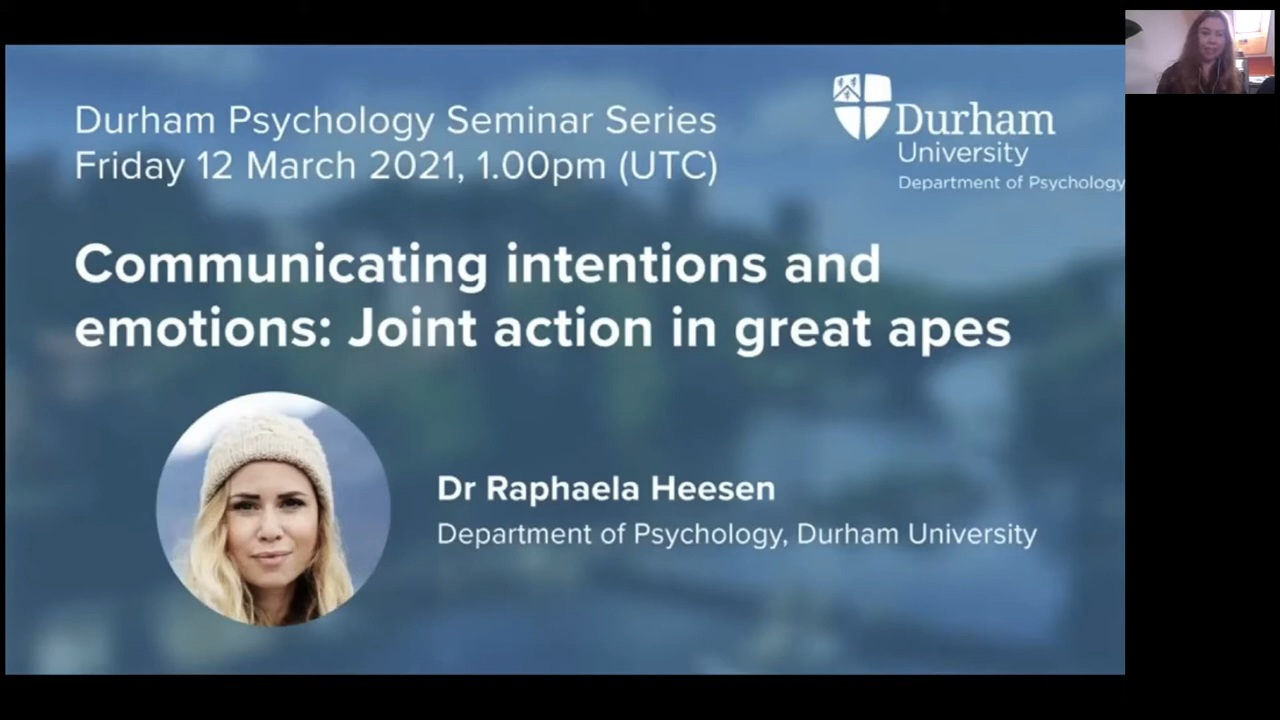 Durham Psychology Seminar Series
Friday 12 March 2021, 1.00pm (UTC)
Durham
University
Department of Psychology
Communicating intentions and
emotions: Joint action in great apes
Dr Raphaela Heesen
Department of Psychology, Durham University